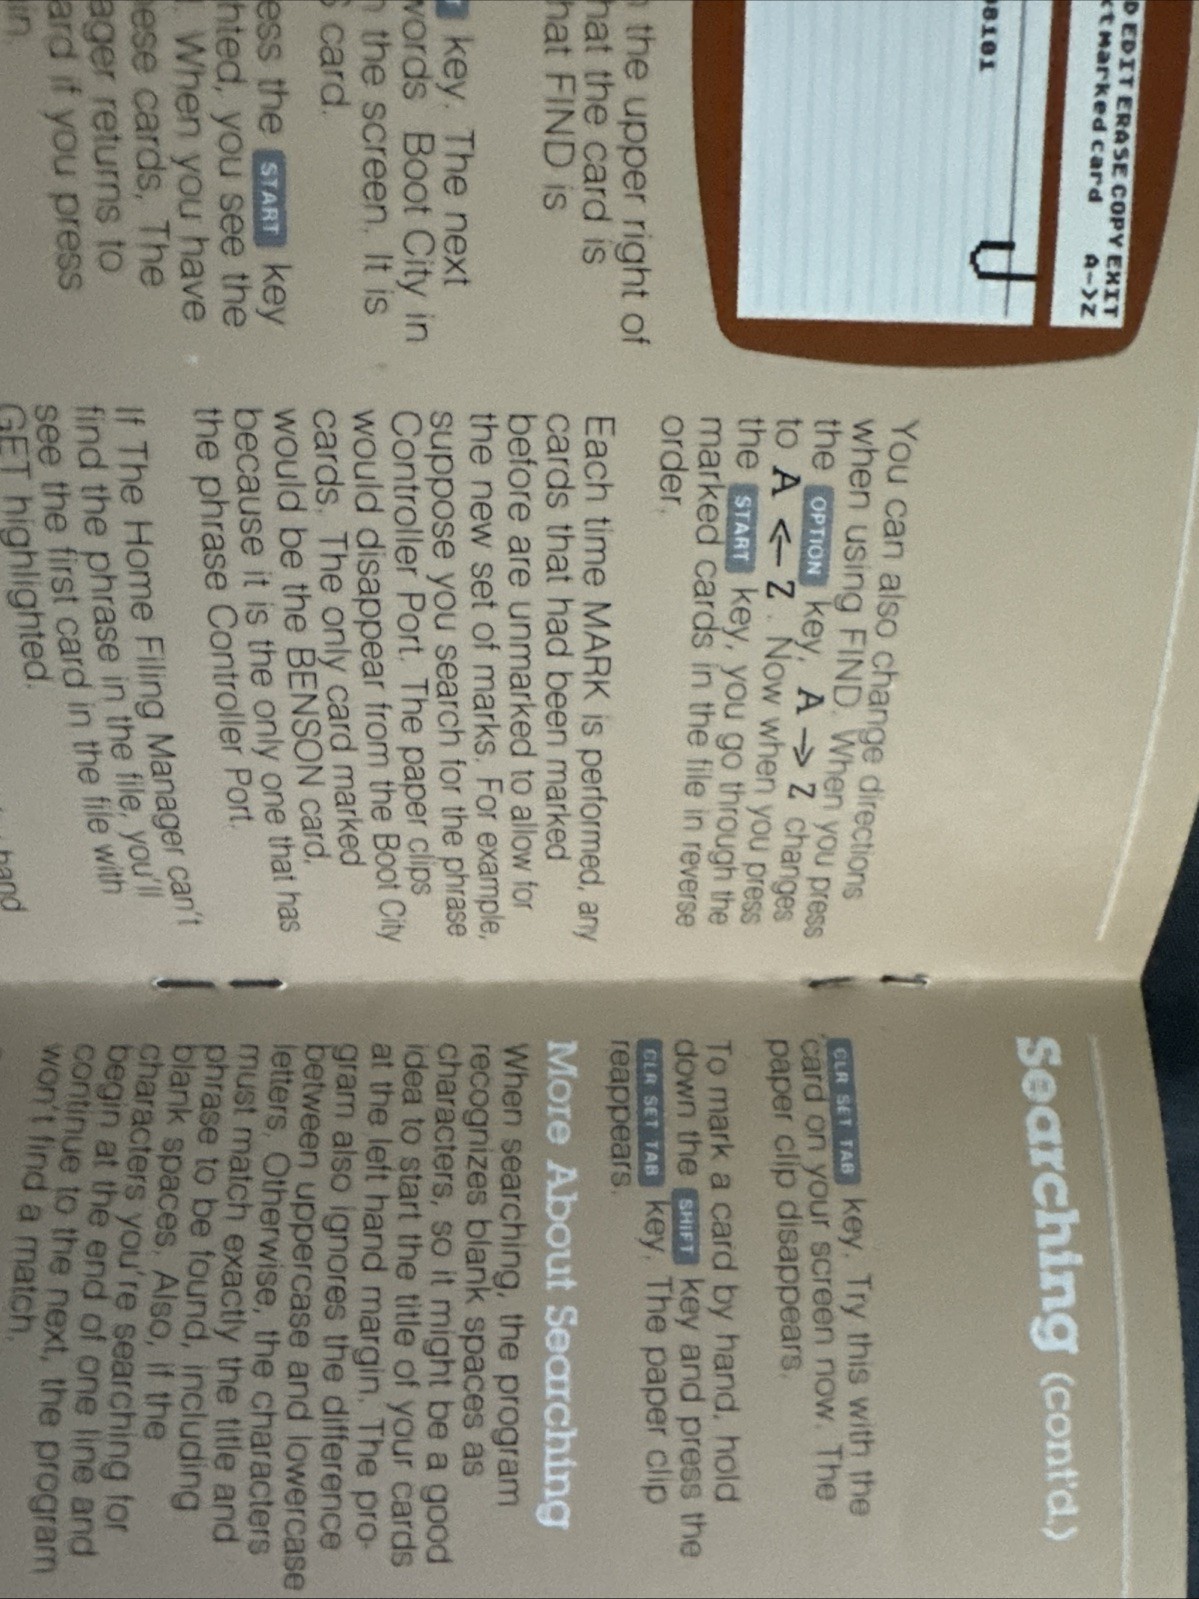 D EDIT ERASE COPY EXIT
ct marked card A->Z
98101
the upper right of
hat the card is
hat FIND is
key. The next
words Boot City in
the screen. It is
card.
ess the START key
hted, you see the
When you have
ese cards, The
ager returns to
ard if you press
in.
You can also change directions
when using FIND. When you press
the OPTION key, A -> Z changes
to A <- Z. Now when you press
the START key, you go through the
marked cards in the file in reverse
order.
Each time MARK is performed, any
cards that had been marked
before are unmarked to allow for
the new set of marks. For example,
suppose you search for the phrase
Controller Port. The paper clips
would disappear from the Boot City
cards. The only card marked
would be the BENSON card,
because it is the only one that has
the phrase Controller Port.
If The Home Filing Manager can't
find the phrase in the file, you'll
see the first card in the file with
GET highlighted.
hand
Searching (cont'd.)
CLR SET TAB key. Try this with the
card on your screen now. The
paper clip disappears.
To mark a card by hand, hold
down the SHIFT key and press the
CLR SET TAB key. The paper clip
reappears.
More About Searching
When searching, the program
recognizes blank spaces as
characters, so it might be a good
idea to start the title of your cards
at the left hand margin. The pro-
gram also ignores the difference
between uppercase and lowercase
letters. Otherwise, the characters
must match exactly the title and
phrase to be found, including
blank spaces. Also, if the
characters you're searching for
begin at the end of one line and
continue to the next, the program
won't find a match.